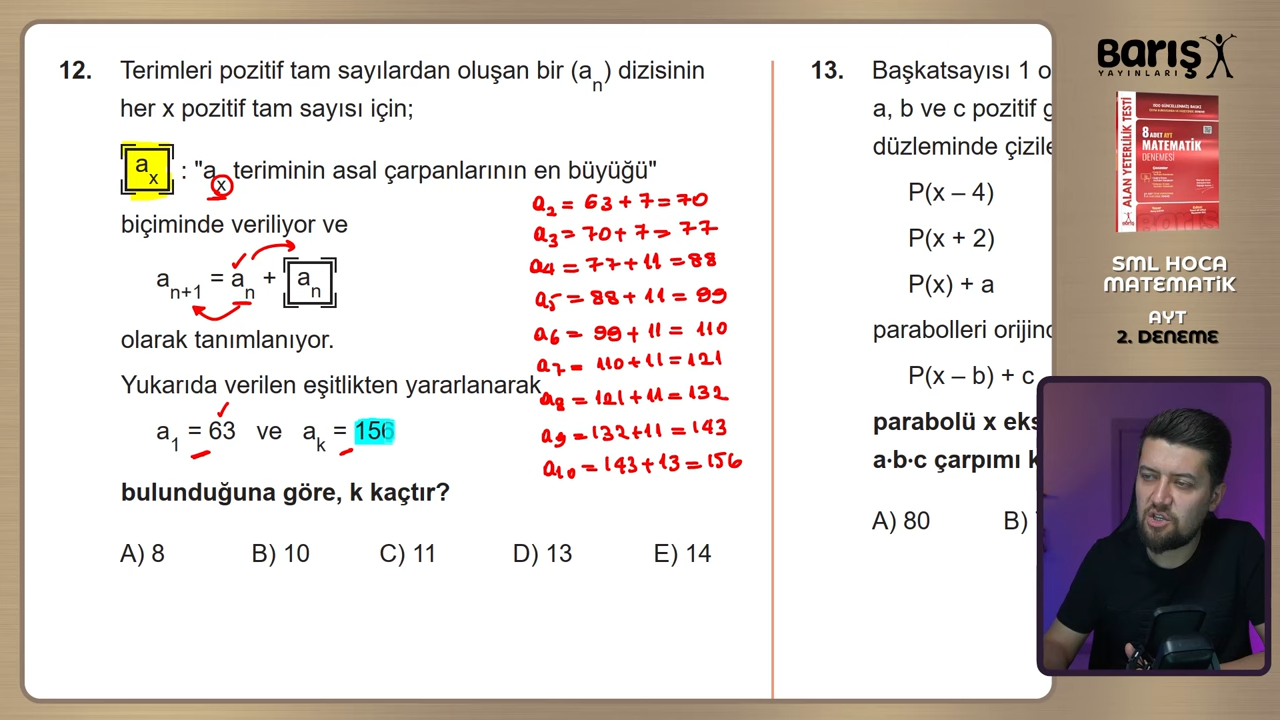 12. Terimleri pozitif tam sayılardan oluşan bir (an) dizisinin
her x pozitif tam sayısı için;
ax : "ax teriminin asal çarpanlarının en büyüğü"
biçiminde veriliyor ve
an+1 = an + an
olarak tanımlanıyor.
Yukarıda verilen eşitlikten yararlanarak
a1 = 63 ve ak = 156
bulunduğuna göre, k kaçtır?
A) 8 B) 10 C) 11 D) 13 E) 14
a2 = 63 + 7 = 70
a3 = 70 + 7 = 77
a4 = 77 + 11 = 88
a5 = 88 + 11 = 99
a6 = 99 + 11 = 110
a7 = 110 + 11 = 121
a8 = 121 + 11 = 132
a9 = 132 + 11 = 143
a10 = 143 + 13 = 156
13. Başkatsayısı 1 o
a, b ve c pozitif g
düzleminde çizile
P(x – 4)
P(x + 2)
P(x) + a
parabolleri orijinc
P(x – b) + c
parabolü x eks
a·b·c çarpımı k
A) 80 B)
BARIŞ
YAYINLARI
ALAN YETERLİLİK TESTİ
8 ADET AYT
MATEMATİK
DENEMESİ
SML HOCA
MATEMATİK
AYT
2. DENEME